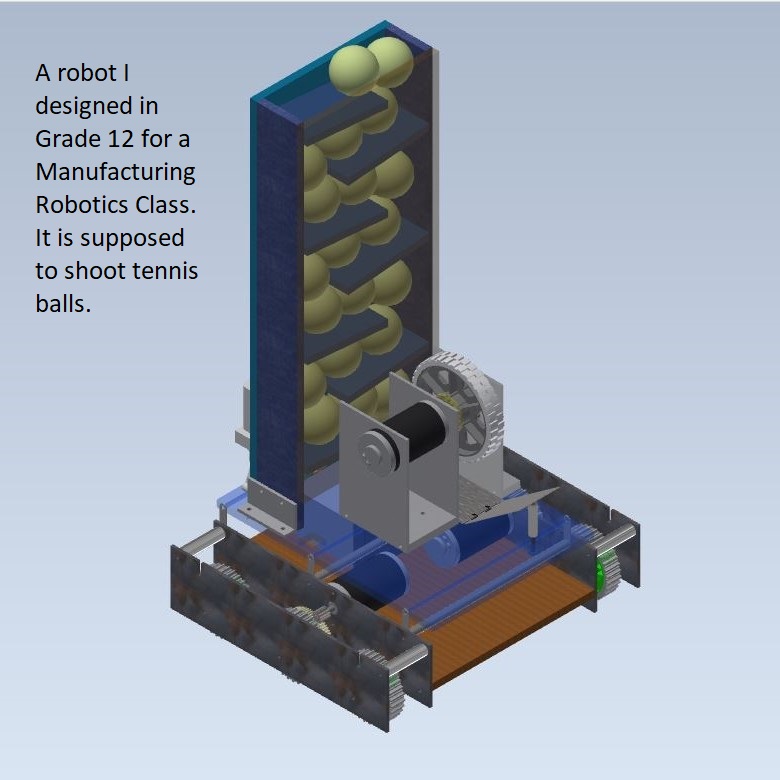 A robot I
designed in
Grade 12 for a
Manufacturing
Robotics Class.
It is supposed
to shoot tennis
balls.